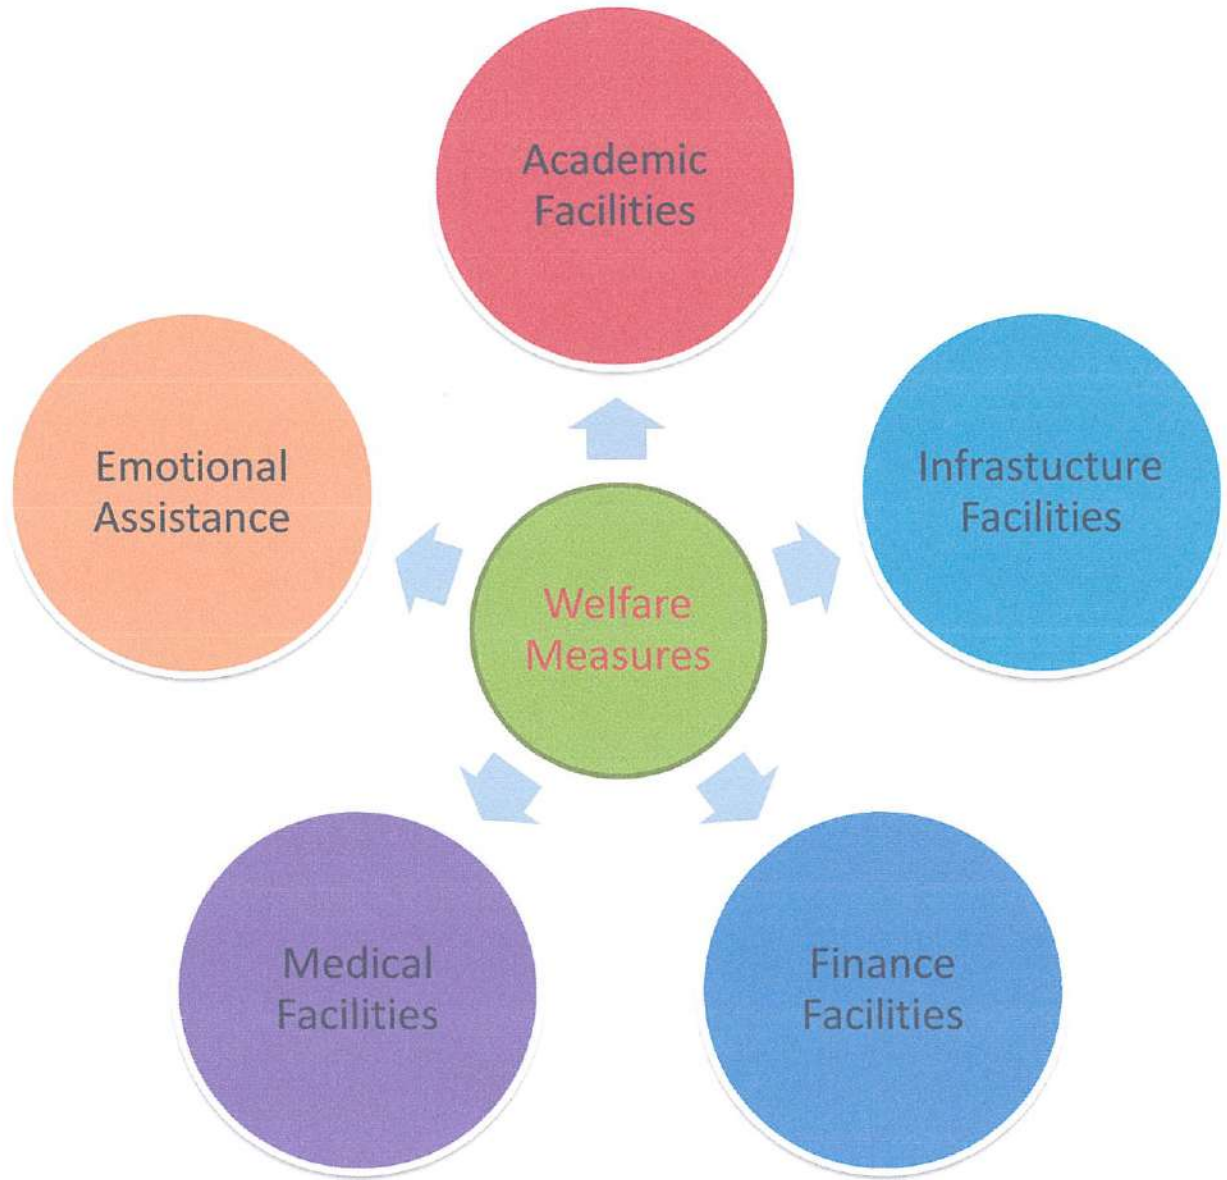 Academic
Facilities
Emotional
Assistance
Infrastucture
Facilities
Welfare
Measures
Medical
Facilities
Finance
Facilities